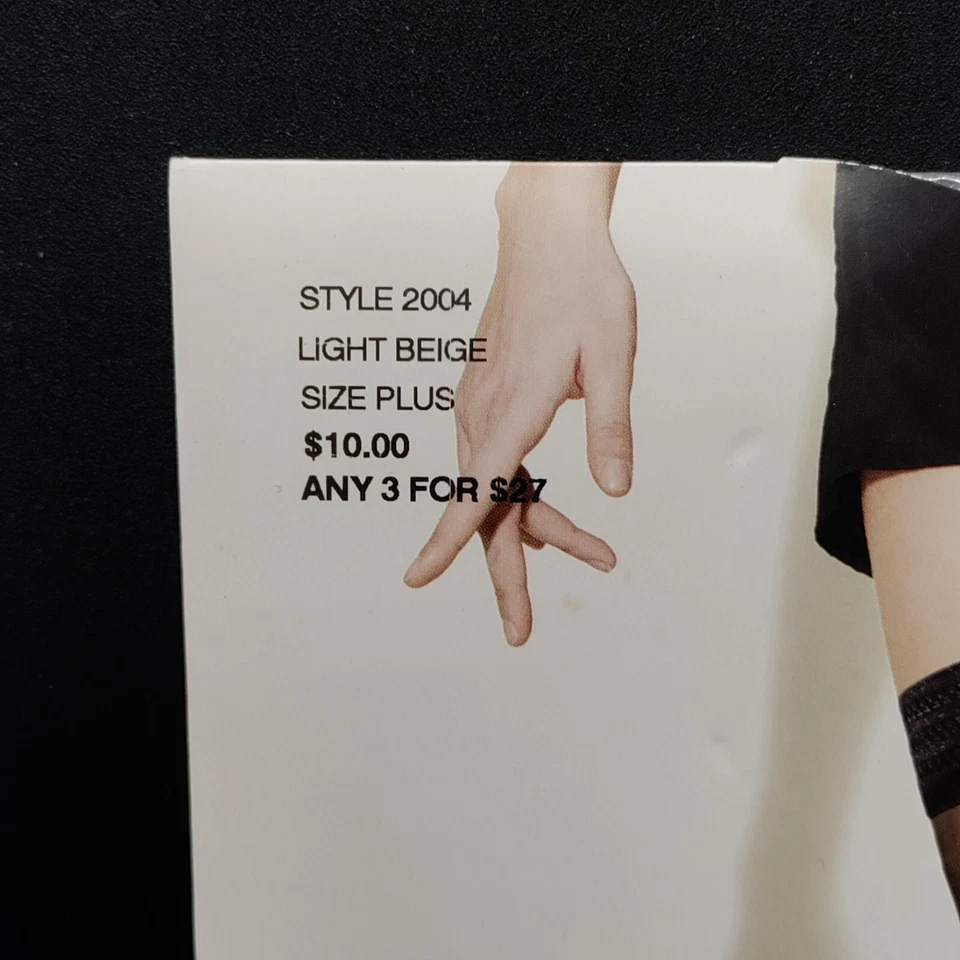 STYLE 2004
LIGHT BEIGE
SIZE PLUS
$10.00
ANY 3 FOR $27